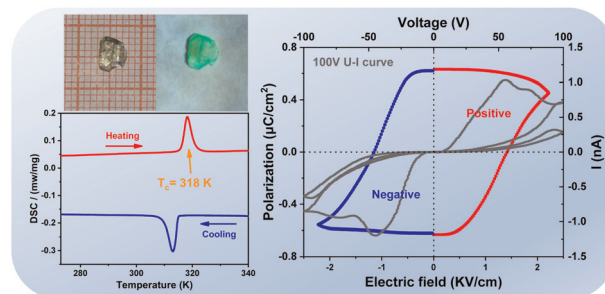 0.2
0.1
0.0
-0.1
-0.2
-0.3
DSC / (mw/mg)
Heating
T_C= 318 K
Cooling
280
300
320
340
Temperature (K)
Voltage (V)
-100
-50
0
50
100
0.8
0.4
0.0
-0.4
-0.8
Polarization (μC/cm²)
100V U-I curve
Positive
Negative
1.5
1.0
0.5
0.0
-0.5
-1.0
-1.5
I (nA)
-2
0
2
Electric field (KV/cm)